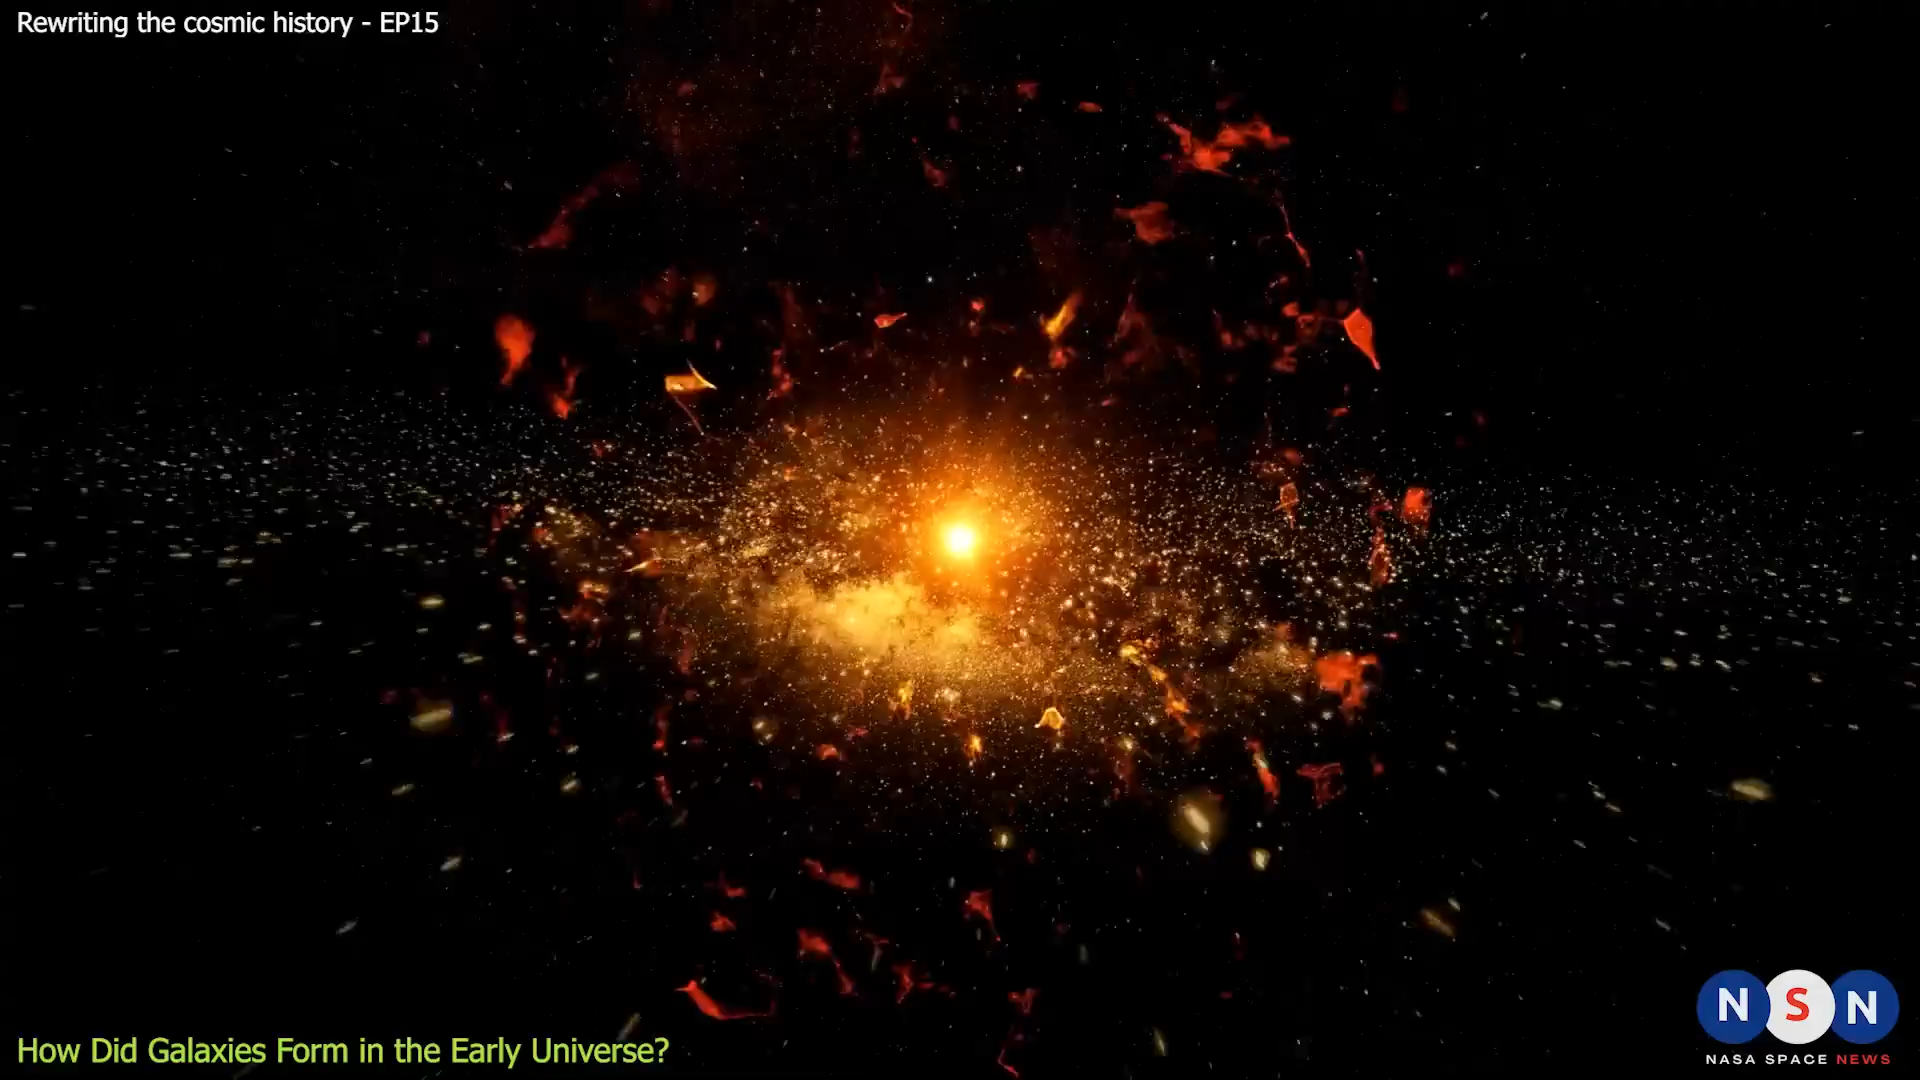 Rewriting the cosmic history - EP15
How Did Galaxies Form in the Early Universe?
NSN
NASA SPACE NEWS